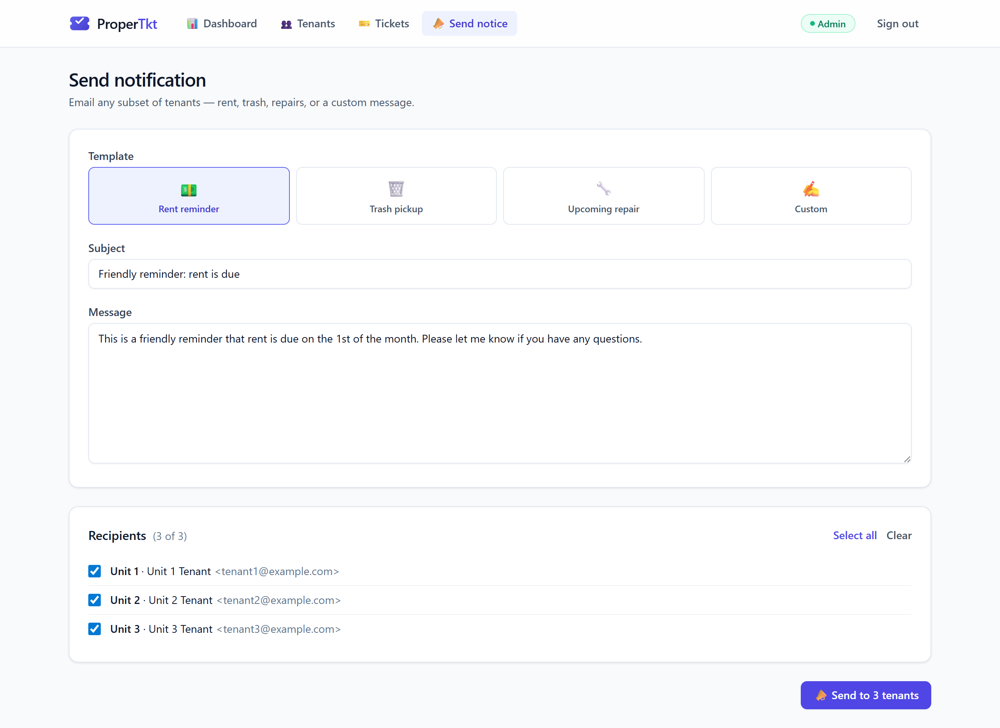 ProperTkt Dashboard Tenants Tickets Send notice Admin Sign out
Send notification
Email any subset of tenants — rent, trash, repairs, or a custom message.
Template
Rent reminder Trash pickup Upcoming repair Custom
Subject
Friendly reminder: rent is due
Message
This is a friendly reminder that rent is due on the 1st of the month. Please let me know if you have any questions.
Recipients (3 of 3) Select all Clear
Unit 1 · Unit 1 Tenant <tenant1@example.com>
Unit 2 · Unit 2 Tenant <tenant2@example.com>
Unit 3 · Unit 3 Tenant <tenant3@example.com>
Send to 3 tenants